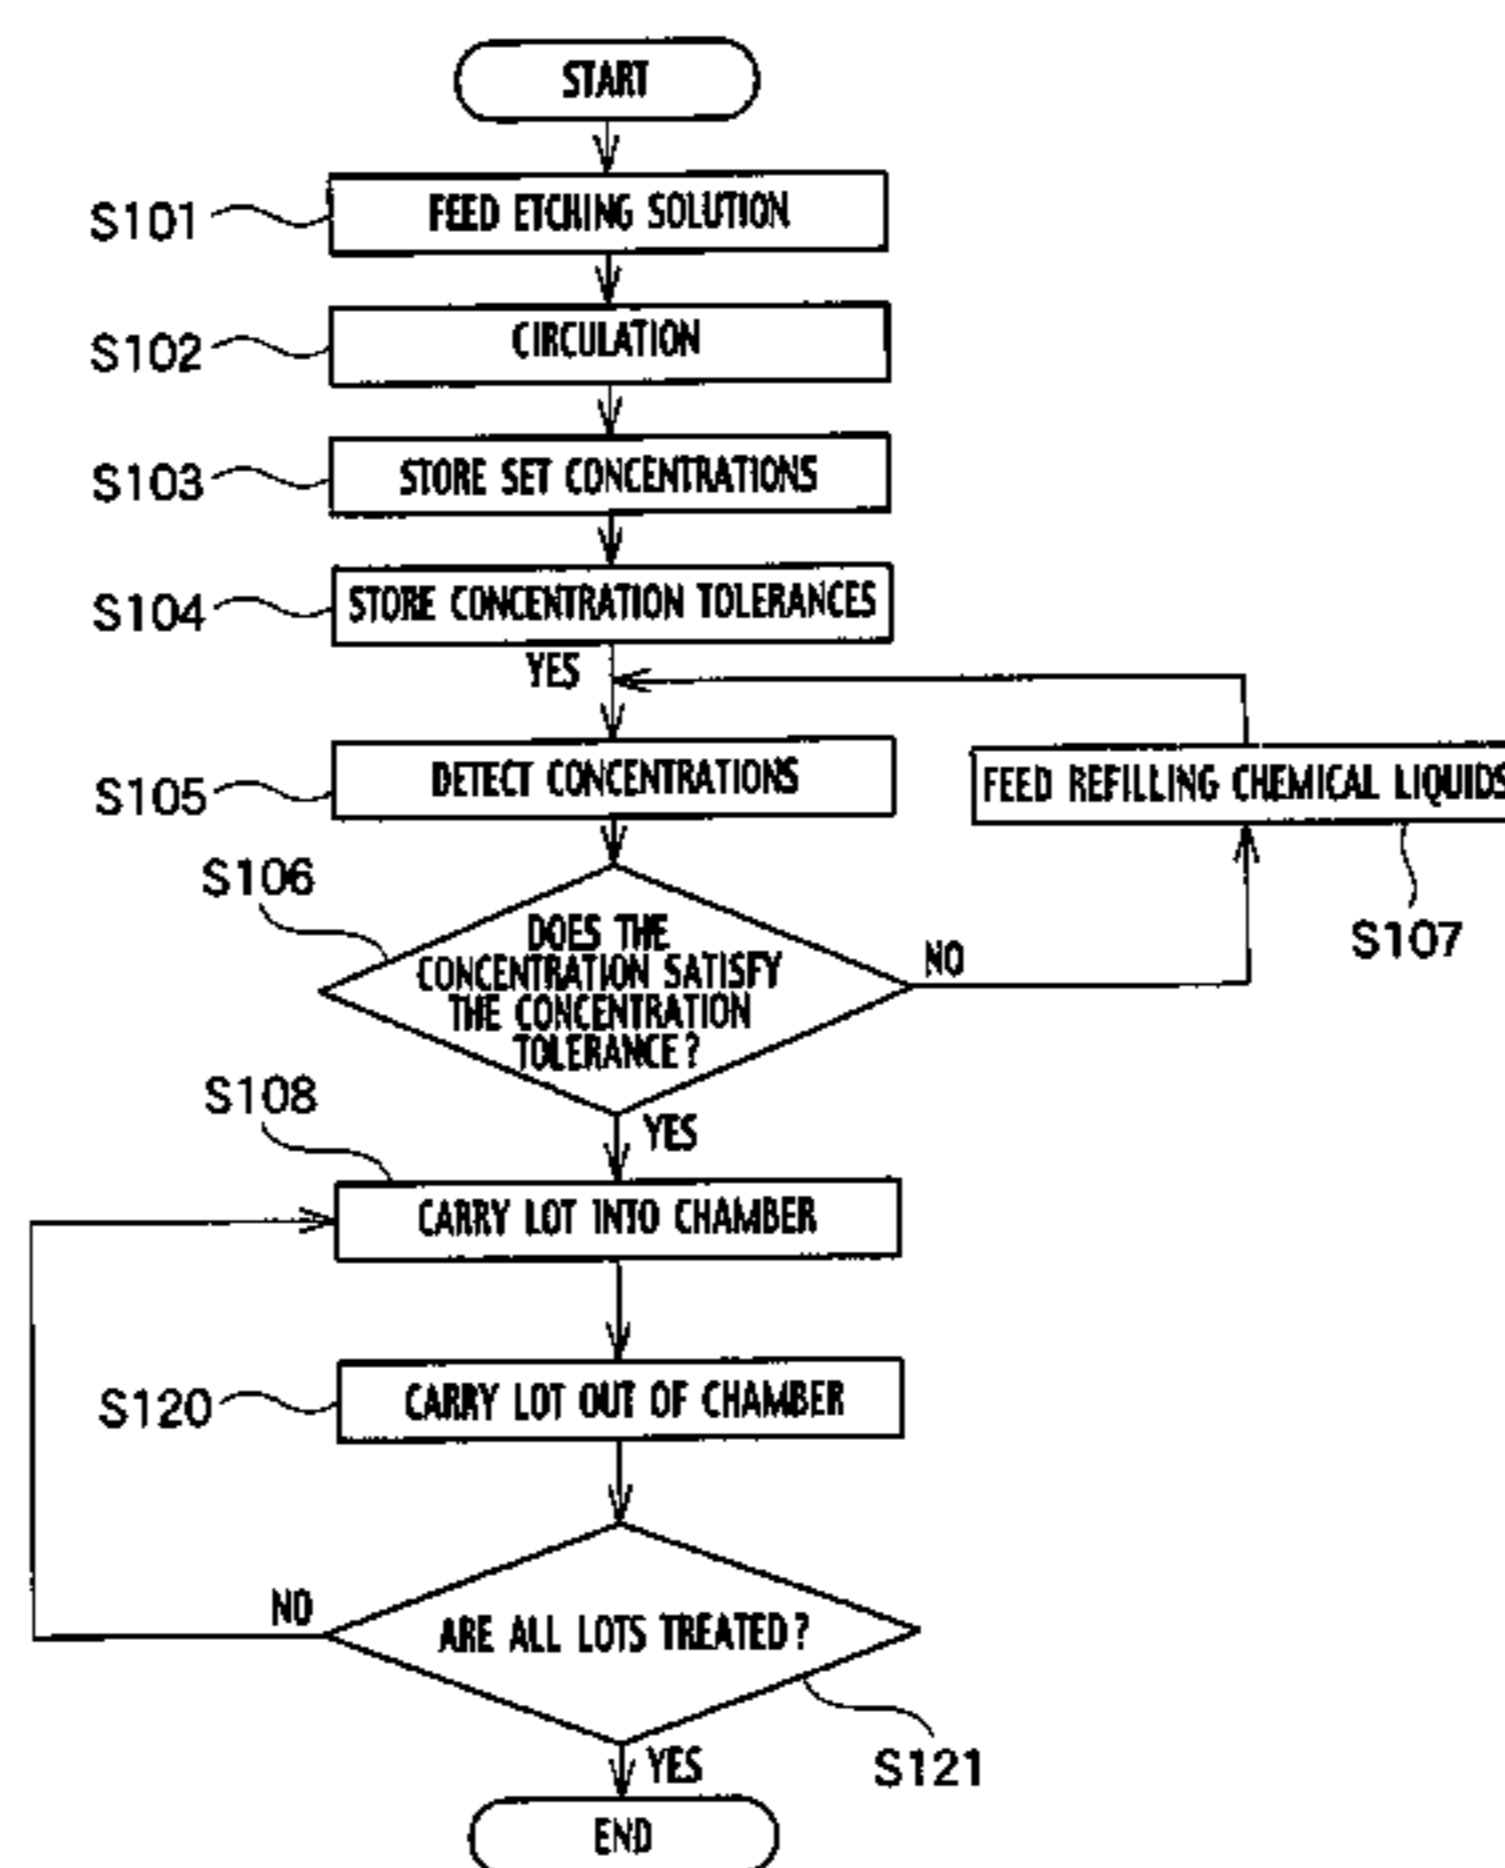 START
S101
FEED ETCHING SOLUTION
S102
CIRCULATION
S103
STORE SET CONCENTRATIONS
S104
STORE CONCENTRATION TOLERANCES
YES
S105
DETECT CONCENTRATIONS
FEED REFILLING CHEMICAL LIQUIDS
S107
S106
DOES THE
CONCENTRATION SATISFY
THE CONCENTRATION
TOLERANCE?
NO
YES
S108
CARRY LOT INTO CHAMBER
S120
CARRY LOT OUT OF CHAMBER
NO
ARE ALL LOTS TREATED?
S121
YES
END